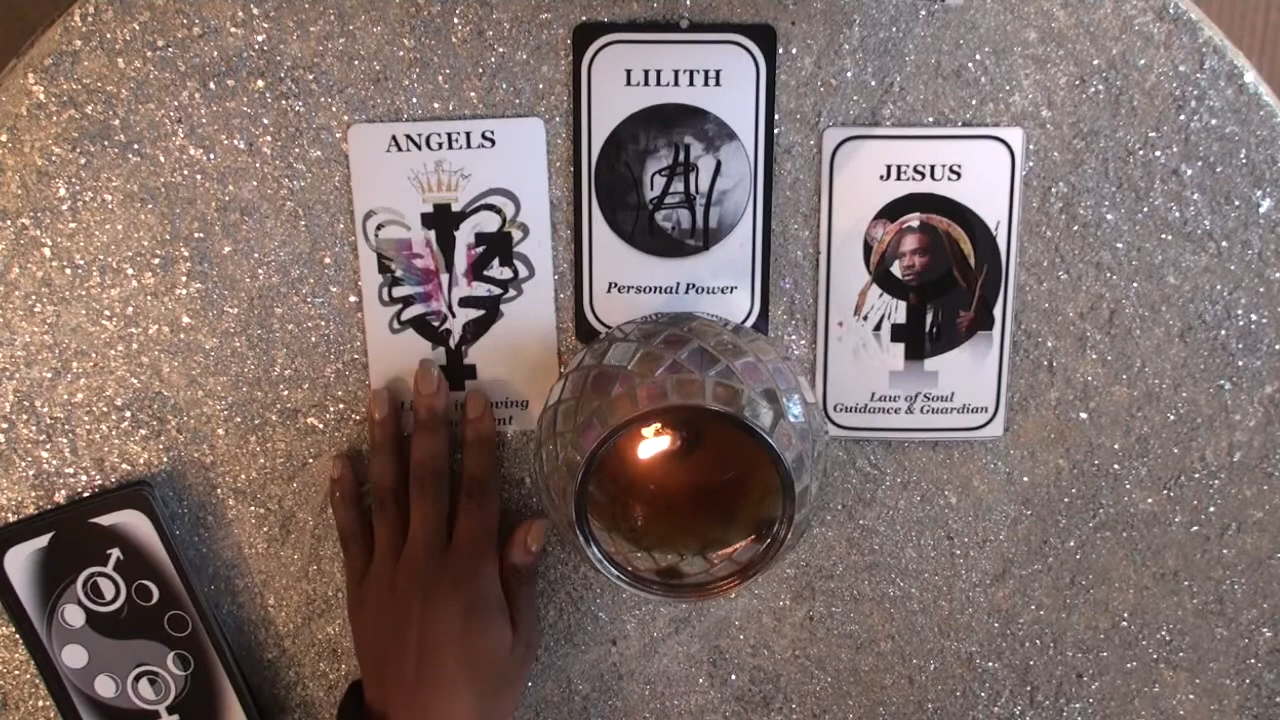 ANGELS
LILITH
Personal Power
JESUS
Law of Soul
Guidance & Guardian